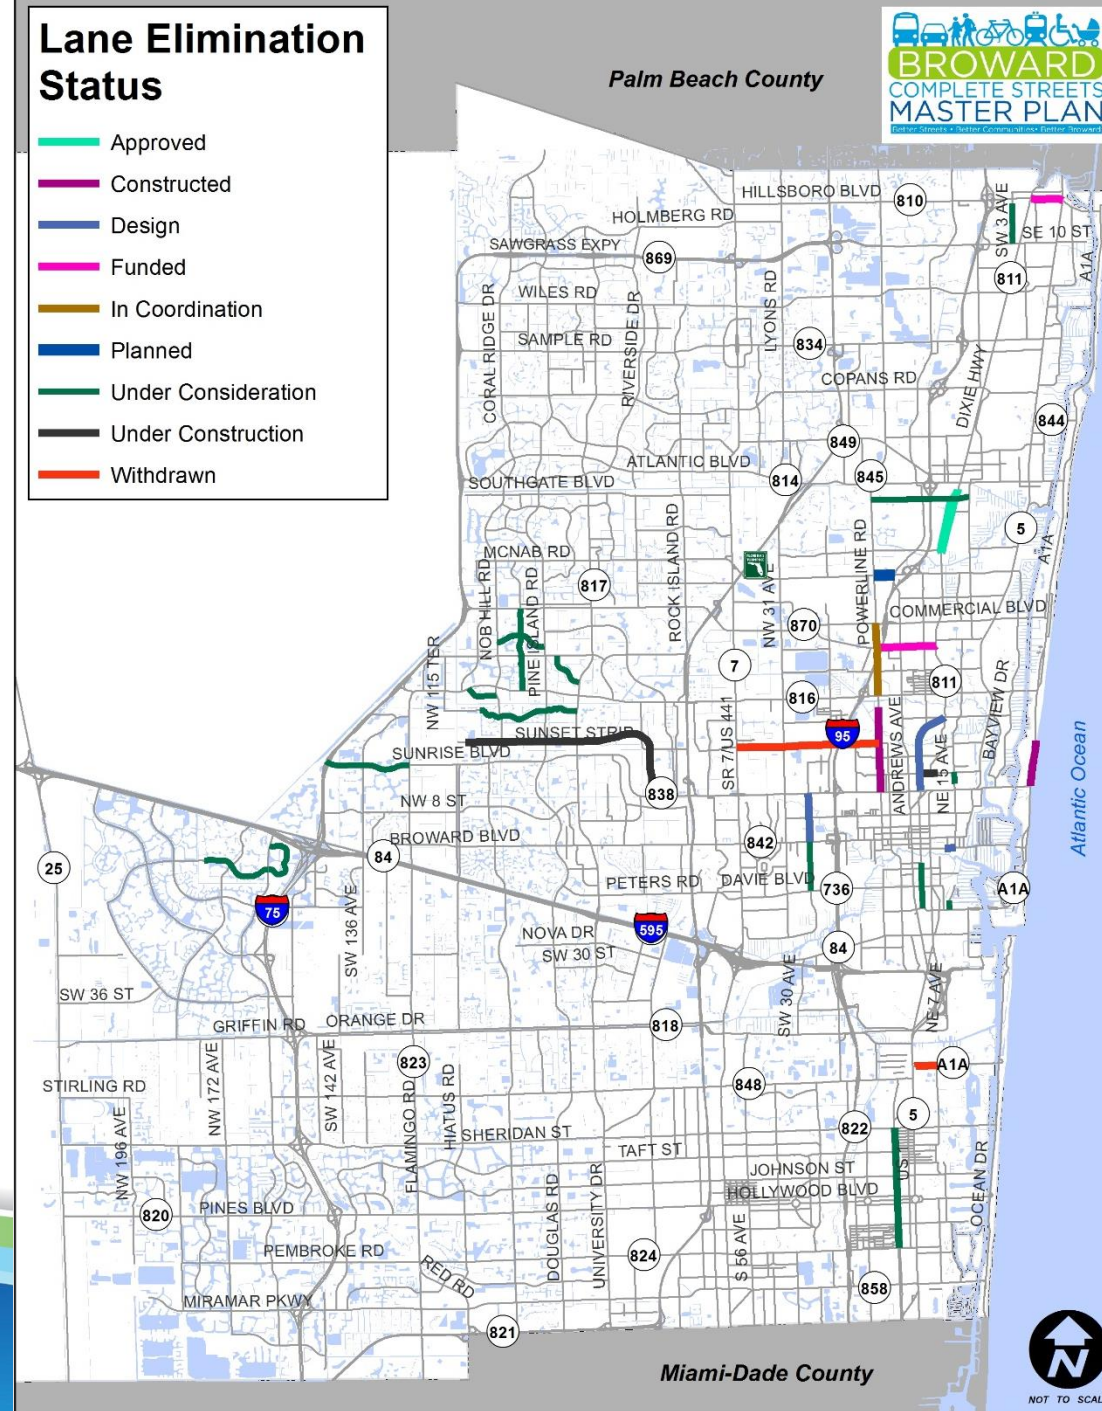 Lane Elimination
Status
Approved
Constructed
Design
Funded
In Coordination
Planned
Under Consideration
Under Construction
Withdrawn
BROWARD
COMPLETE STREETS
MASTER PLAN
Better Streets • Better Communities • Better Broward
Palm Beach County
HILLSBORO BLVD
810
SW 3 AVE
HOLMBERG RD
SE 10 ST
SAWGRASS EXPY
869
811
A1A
CORAL RIDGE DR
WILES RD
RIVERSIDE DR
LYONS RD
SAMPLE RD
834
COPANS RD
DIXIE HWY
844
849
ATLANTIC BLVD
814
845
SOUTHGATE BLVD
5
A1A
MCNAB RD
ROCK ISLAND RD
POWERLINE RD
NOB HILL RD
PINE ISLAND RD
817
NW 31 AVE
COMMERCIAL BLVD
870
NW 115 TER
7
811
BAYVIEW DR
816
SR 7/US 441
ANDREWS AVE
95
SUNSET STRIP
SUNRISE BLVD
NE 15 AVE
Atlantic Ocean
838
NW 8 ST
BROWARD BLVD
842
84
25
PETERS RD
DAVIE BLVD
736
A1A
75
SW 136 AVE
595
NOVA DR
SW 30 ST
84
SW 30 AVE
NE 7 AVE
SW 36 ST
GRIFFIN RD
ORANGE DR
818
NW 172 AVE
SW 142 AVE
823
A1A
STIRLING RD
848
NW 196 AVE
FLAMINGO RD
HIATUS RD
5
822
SHERIDAN ST
TAFT ST
US 1
OCEAN DR
JOHNSON ST
HOLLYWOOD BLVD
820
PINES BLVD
DOUGLAS RD
UNIVERSITY DR
S 56 AVE
PEMBROKE RD
824
RED RD
858
MIRAMAR PKWY
821
Miami-Dade County
N
NOT TO SCAL